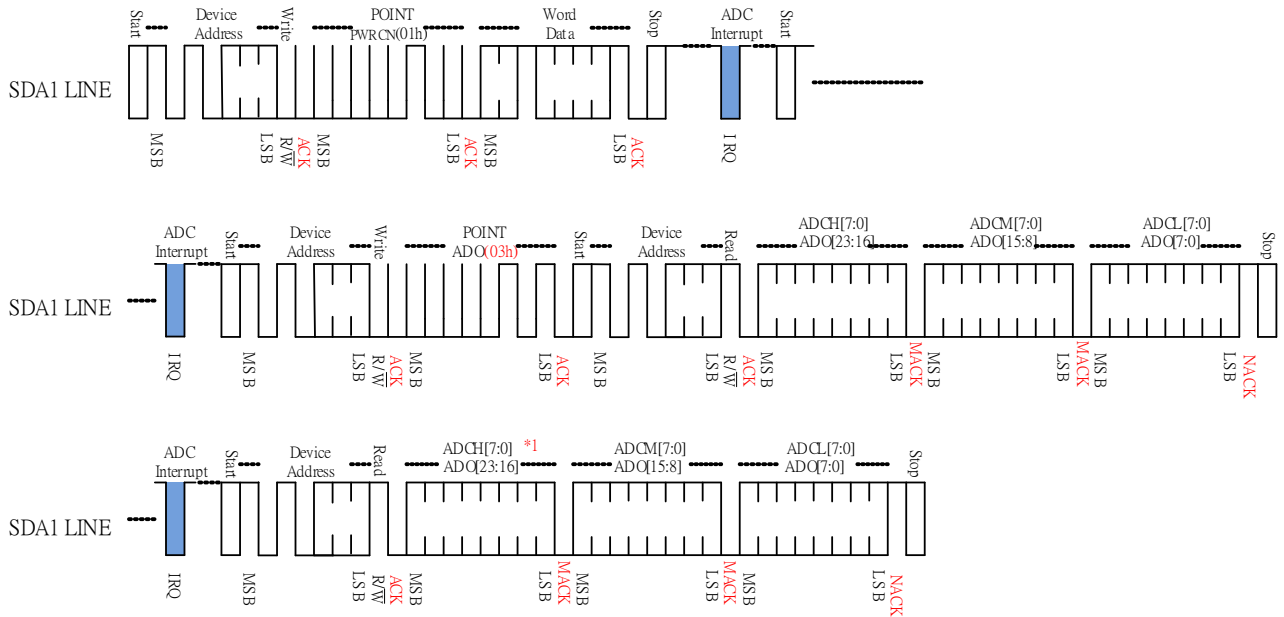 Start
Device
Address
Write
POINT
PWRCN(01h)
Word
Data
Stop
ADC
Interrupt
Start
SDA1 LINE
MSB
LSB
R/W
ACK
MSB
LSB
ACK
MSB
LSB
ACK
IRQ
ADC
Interrupt
Start
Device
Address
Write
POINT
ADO(03h)
Start
Device
Address
Read
ADCH[7:0]
ADO[23:16]
ADCM[7:0]
ADO[15:8]
ADCL[7:0]
ADO[7:0]
Stop
SDA1 LINE
IRQ
MSB
LSB
R/W
ACK
MSB
LSB
ACK
MSB
LSB
R/W
ACK
MSB
LSB
MACK
MSB
LSB
MACK
MSB
LSB
NACK
ADC
Interrupt
Start
Device
Address
Read
ADCH[7:0] *1
ADO[23:16]
ADCM[7:0]
ADO[15:8]
ADCL[7:0]
ADO[7:0]
Stop
SDA1 LINE
IRQ
MSB
LSB
R/W
ACK
MSB
LSB
MACK
MSB
LSB
MACK
MSB
LSB
NACK